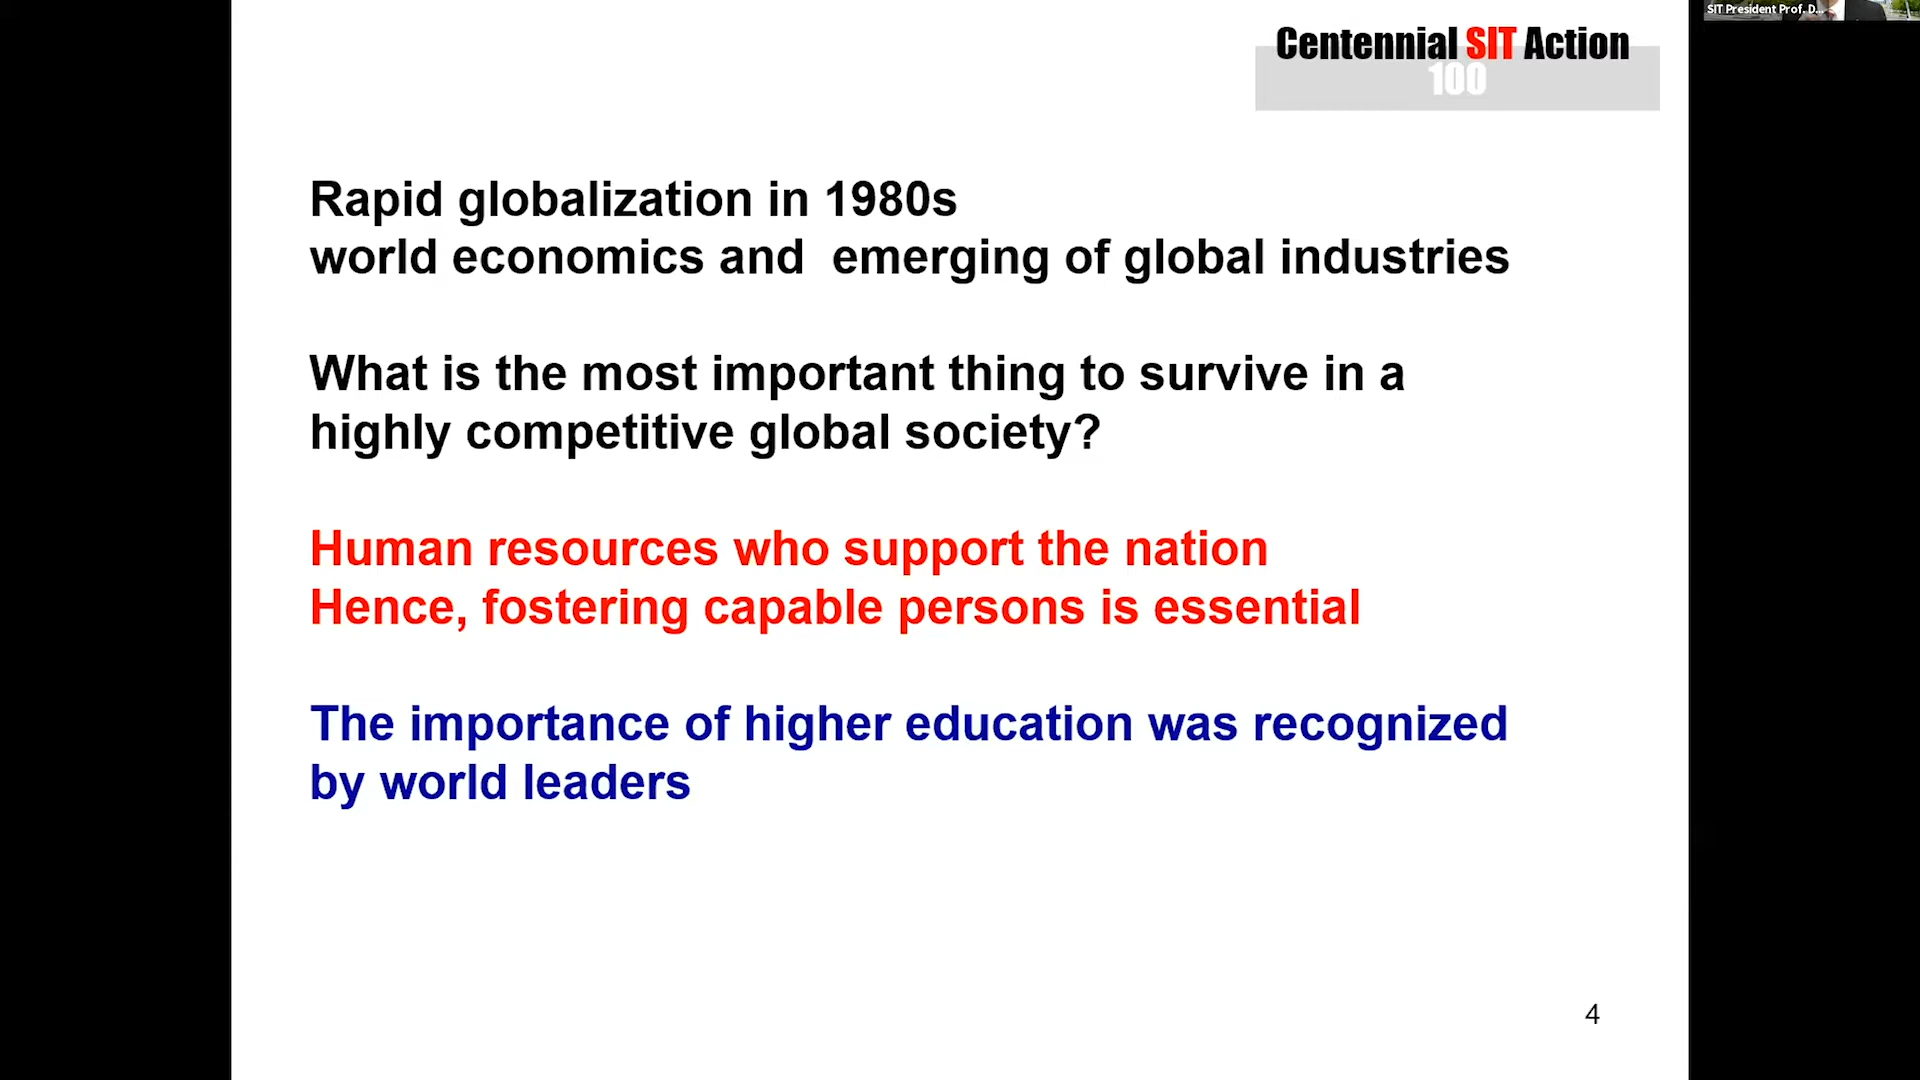 SIT President Prof. D...
Centennial SIT Action
100
Rapid globalization in 1980s
world economics and  emerging of global industries
What is the most important thing to survive in a
highly competitive global society?
Human resources who support the nation
Hence, fostering capable persons is essential
The importance of higher education was recognized
by world leaders
4